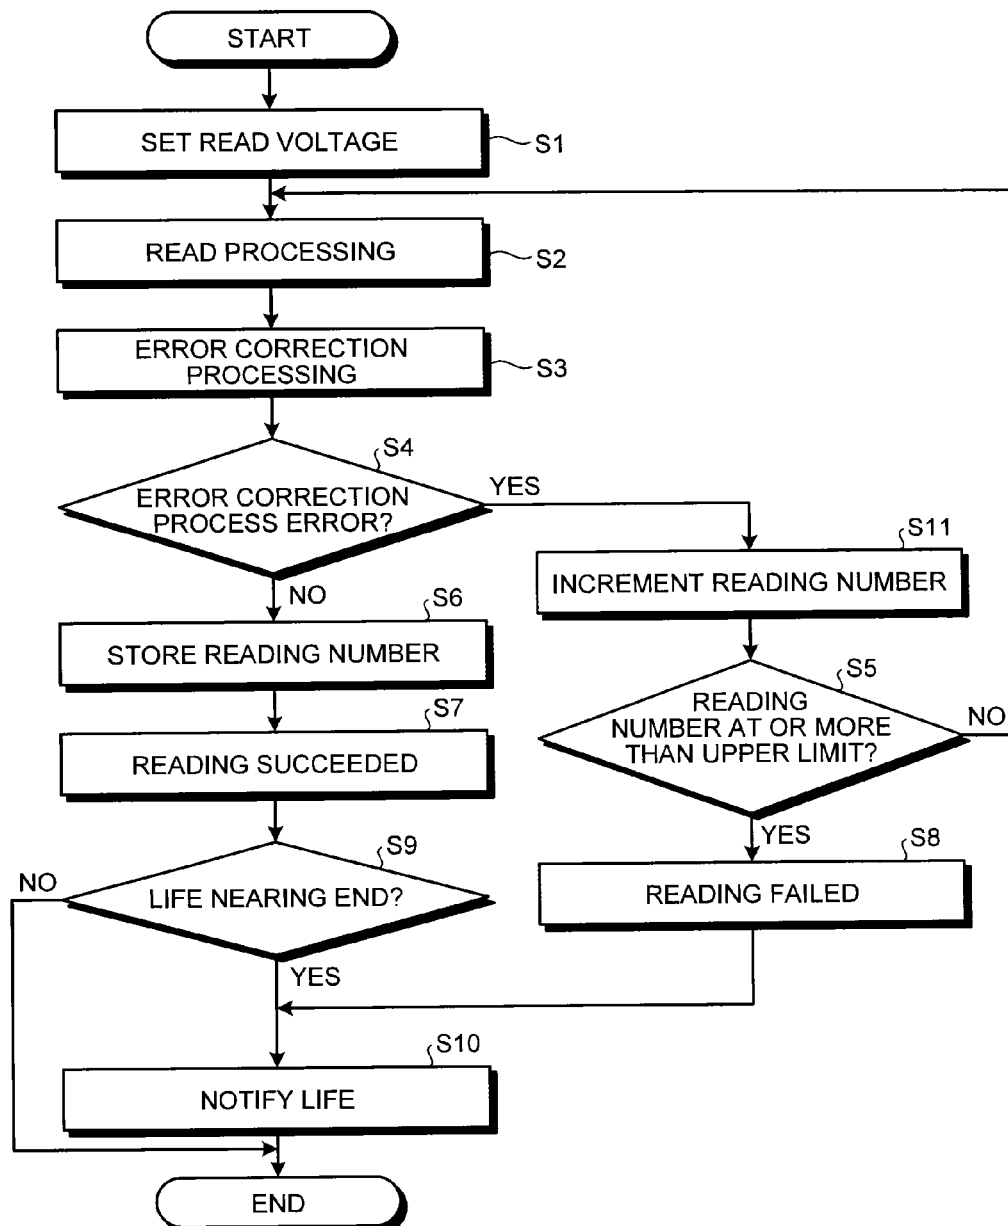 START
SET READ VOLTAGE
S1
READ PROCESSING
S2
ERROR CORRECTION
PROCESSING
S3
S4
ERROR CORRECTION
PROCESS ERROR?
YES
NO
S11
INCREMENT READING NUMBER
S6
STORE READING NUMBER
S5
READING
NUMBER AT OR MORE
THAN UPPER LIMIT?
NO
YES
S7
READING SUCCEEDED
S8
READING FAILED
S9
LIFE NEARING END?
NO
YES
S10
NOTIFY LIFE
END